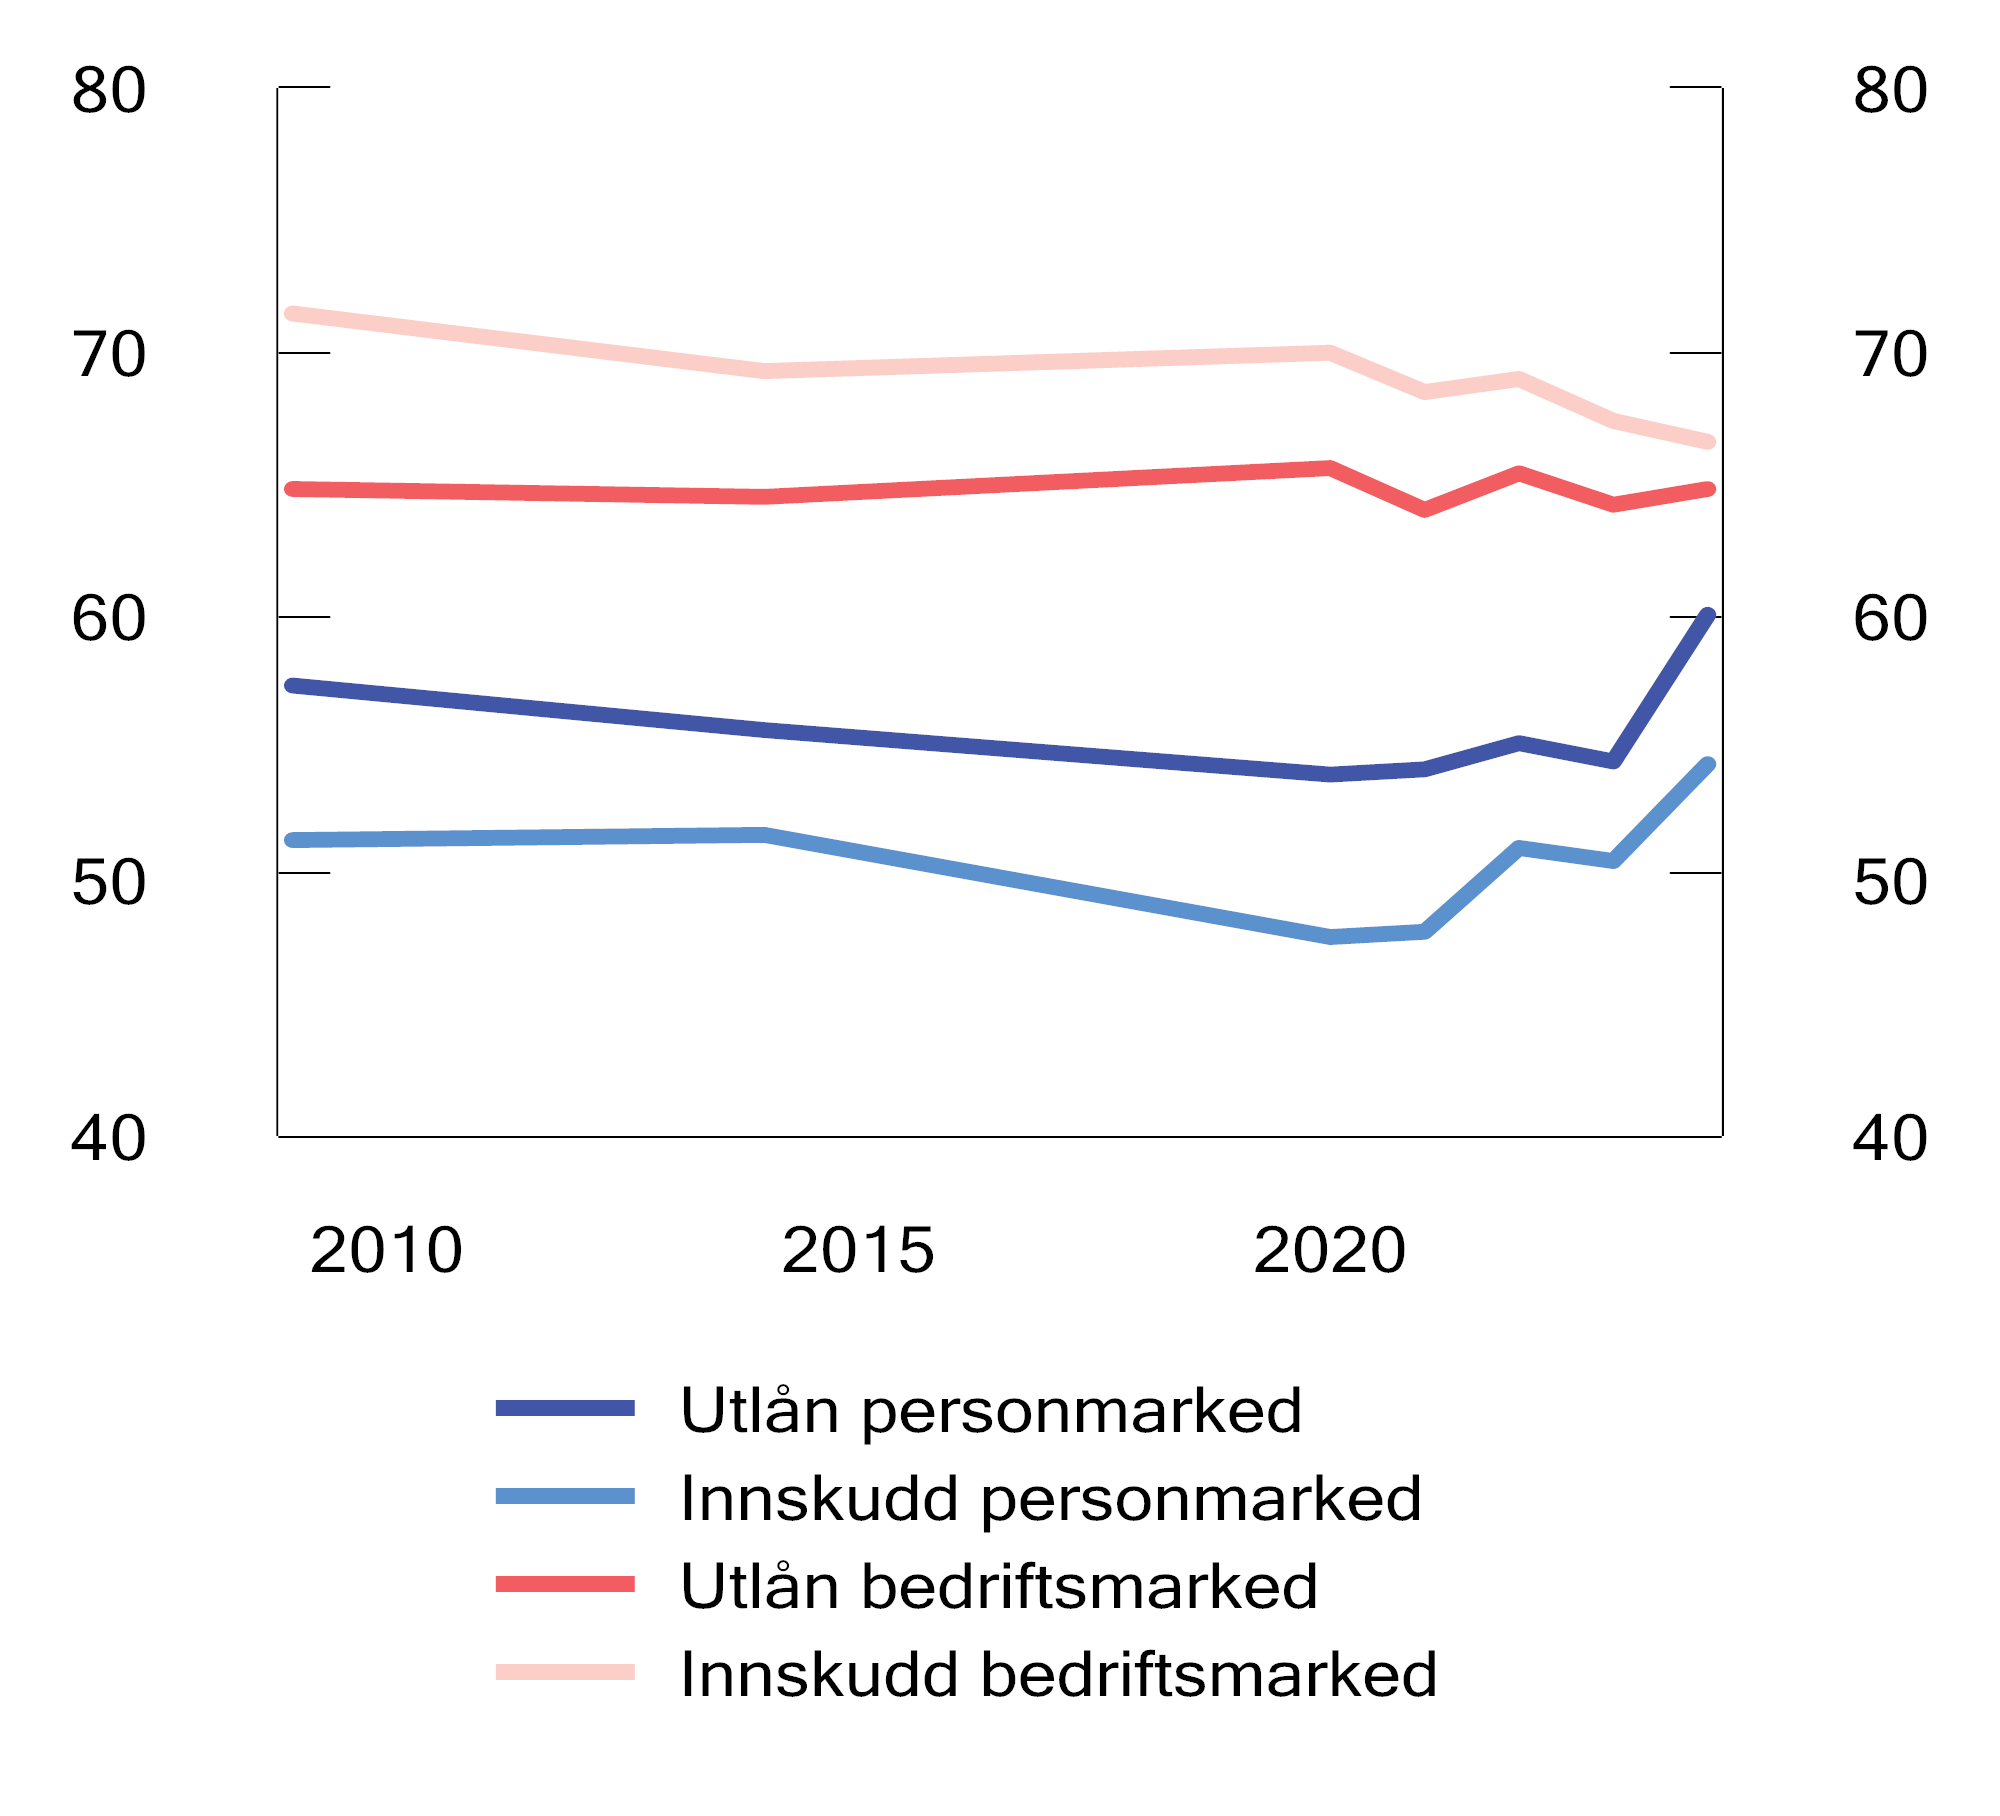 80 80
70 70
60 60
50 50
40 40
2010 2015 2020
Utlån personmarked
Innskudd personmarked
Utlån bedriftsmarked
Innskudd bedriftsmarked